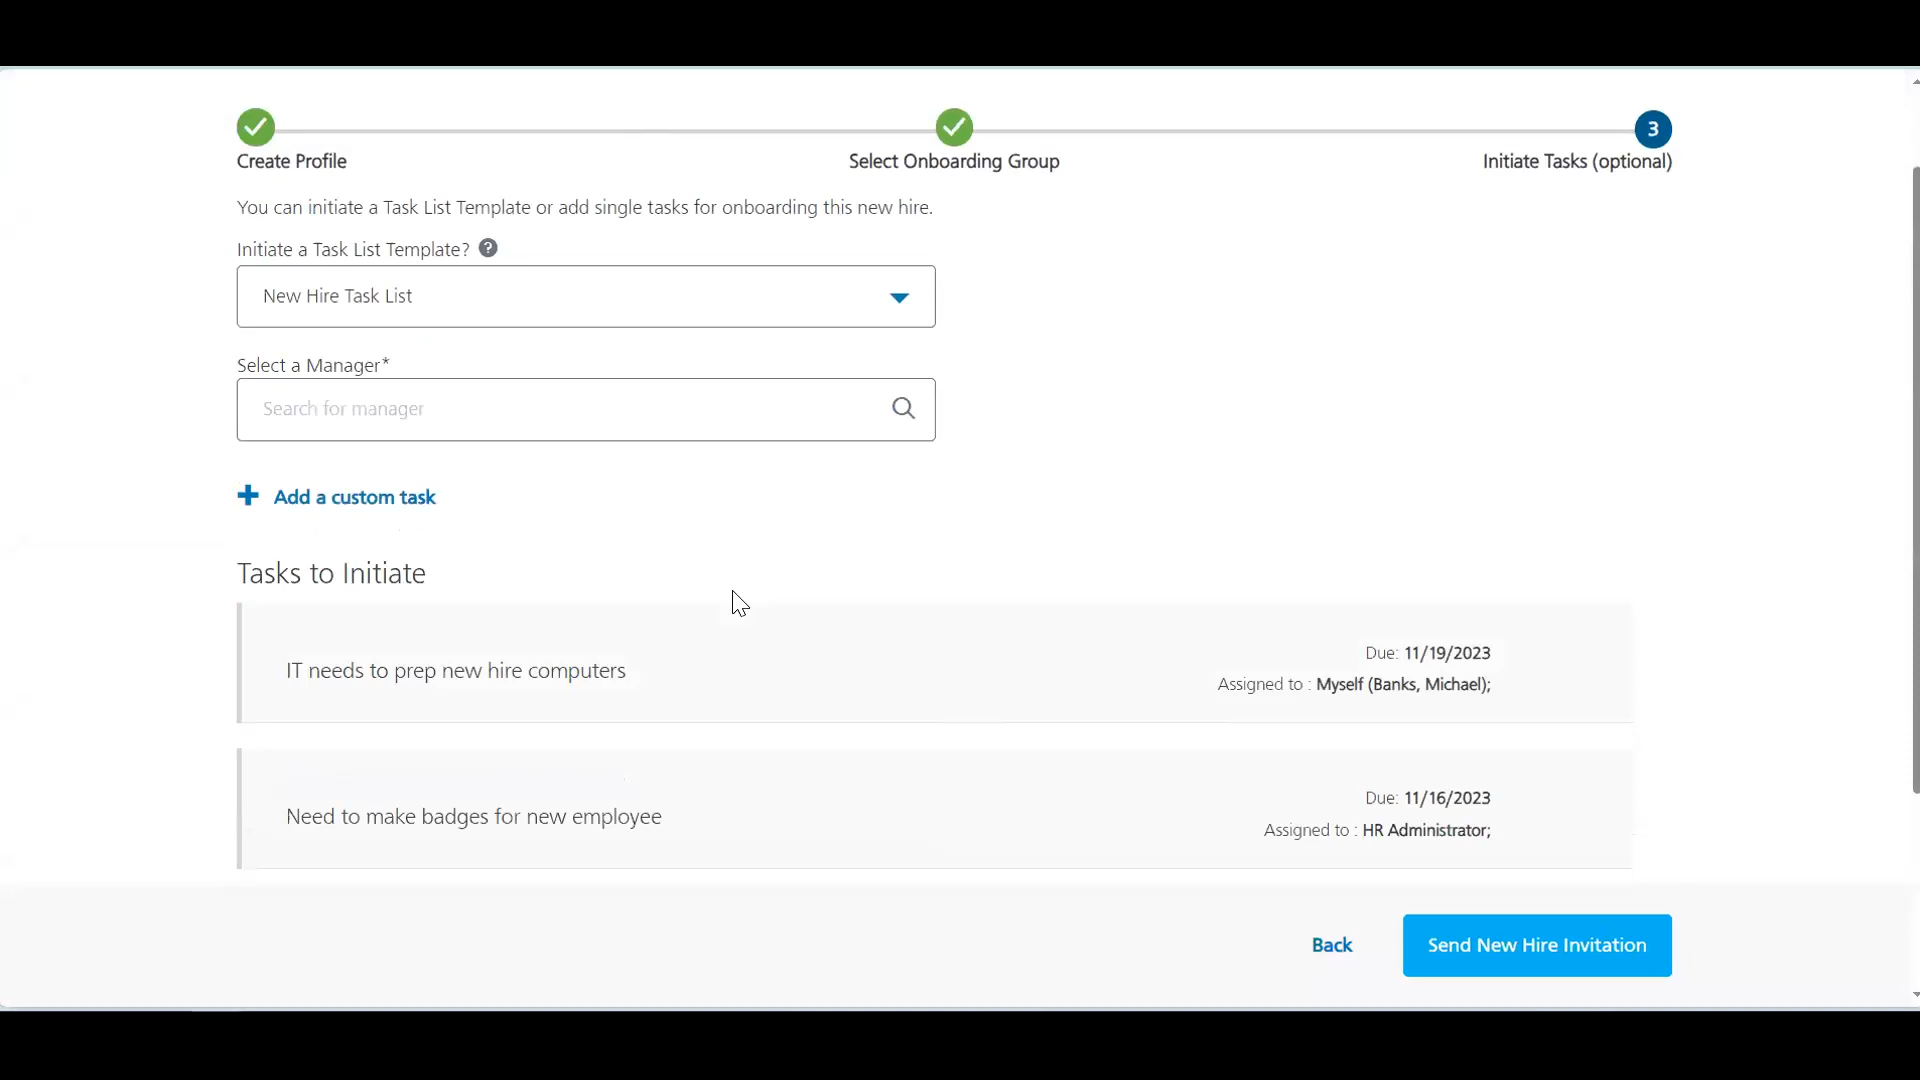 3
Create Profile
Select Onboarding Group
Initiate Tasks (optional)
You can initiate a Task List Template or add single tasks for onboarding this new hire.
Initiate a Task List Template? ?
New Hire Task List
Select a Manager*
Search for manager
+ Add a custom task
Tasks to Initiate
IT needs to prep new hire computers
Due: 11/19/2023
Assigned to : Myself (Banks, Michael);
Need to make badges for new employee
Due: 11/16/2023
Assigned to : HR Administrator;
Back
Send New Hire Invitation